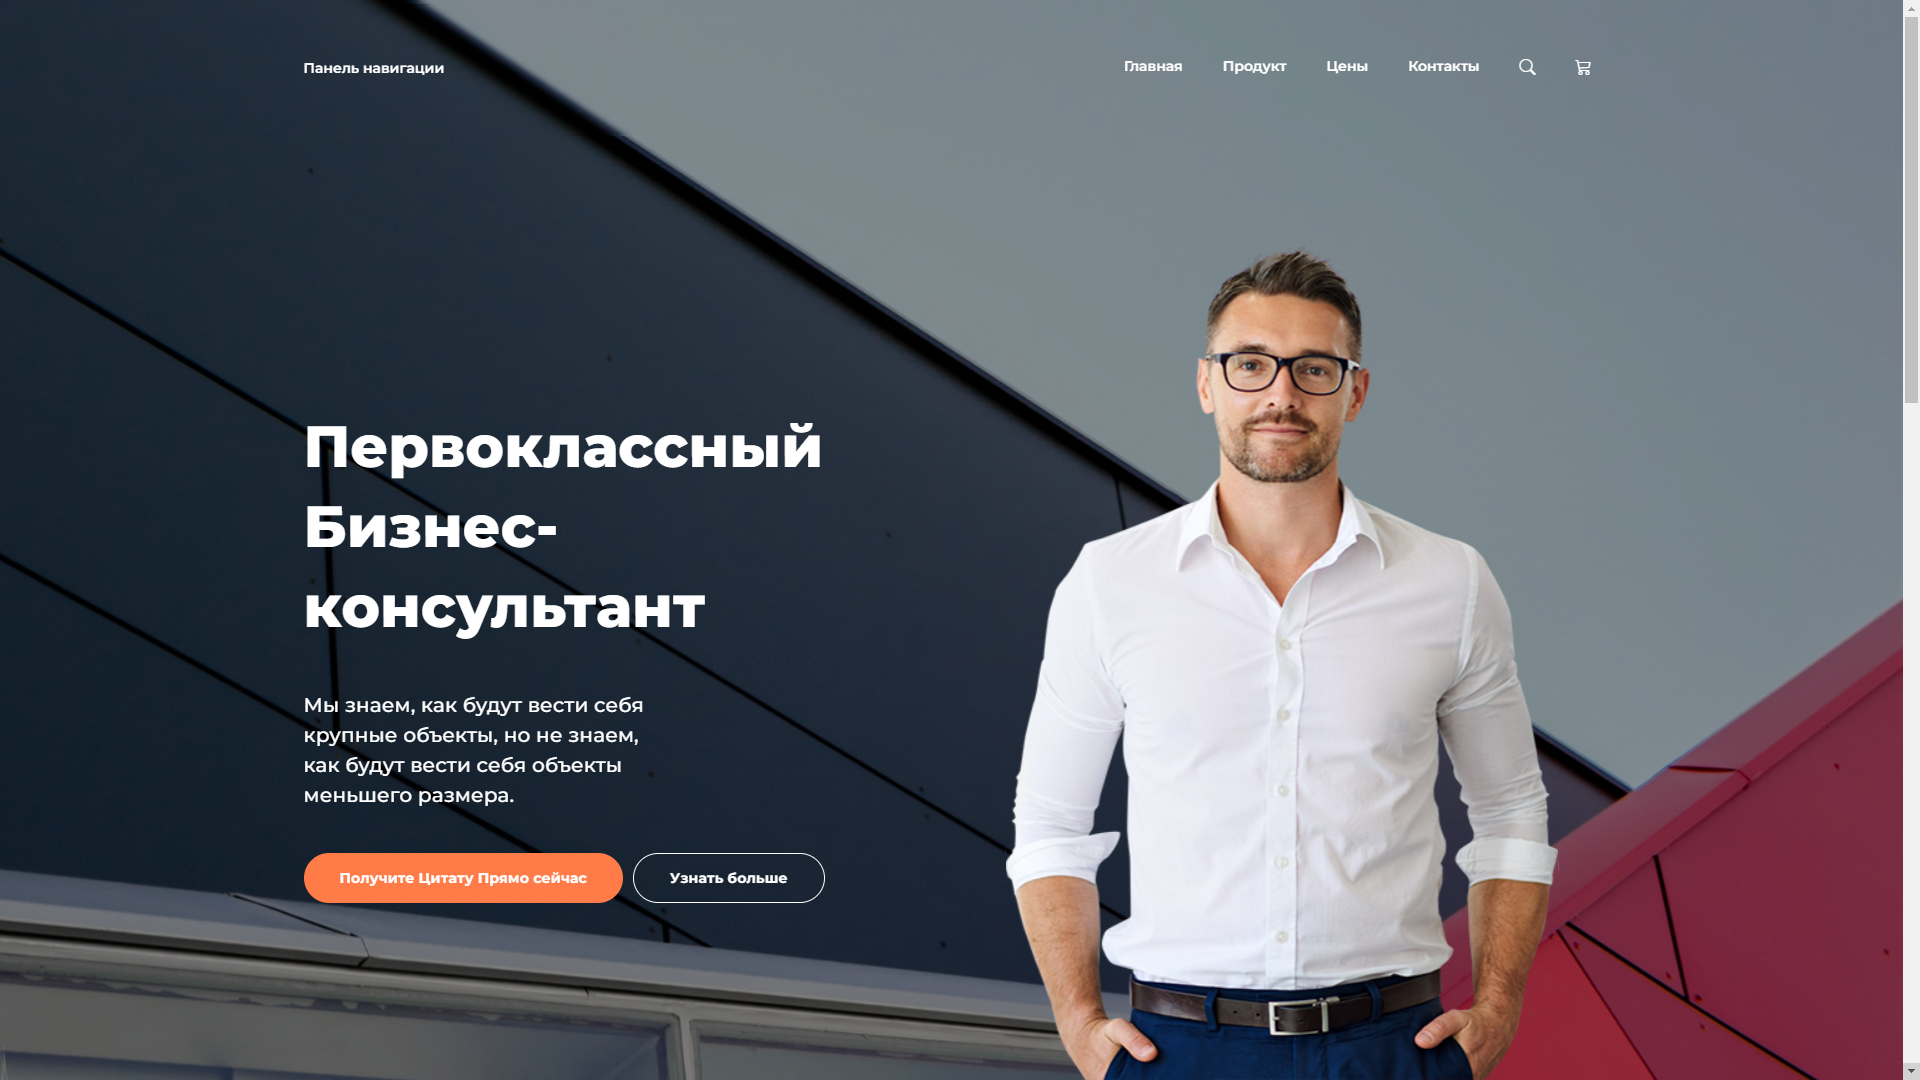 Панель навигации
Главная
Продукт
Цены
Контакты
Первоклассный
Бизнес-
консультант
Мы знаем, как будут вести себя
крупные объекты, но не знаем,
как будут вести себя объекты
меньшего размера.
Получите Цитату Прямо сейчас
Узнать больше